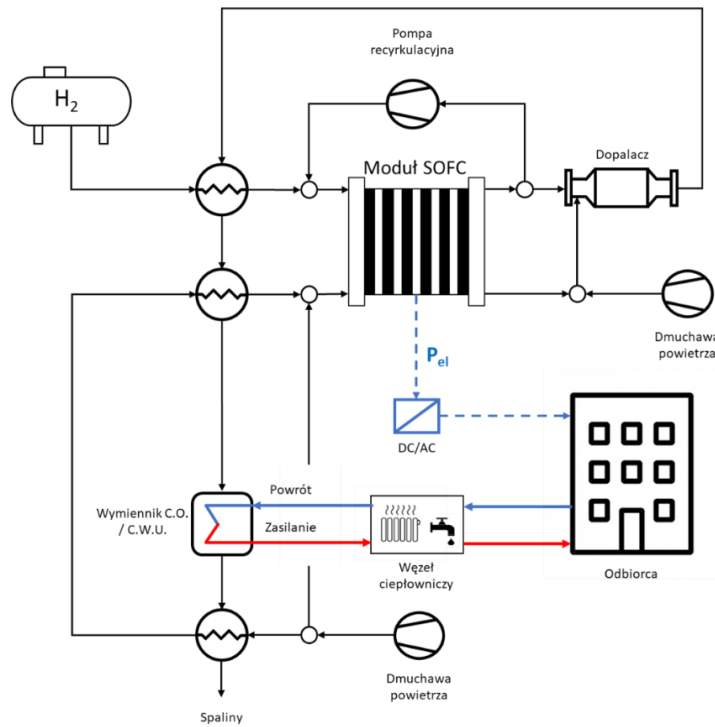 Pompa
recyrkulacyjna
H₂
Moduł SOFC
Dopalacz
Dmuchawa
powietrza
Pel
DC/AC
Powrót
Wymiennik C.O.
/ C.W.U.
Zasilanie
Węzeł
ciepłowniczy
Odbiorca
Dmuchawa
powietrza
Spaliny